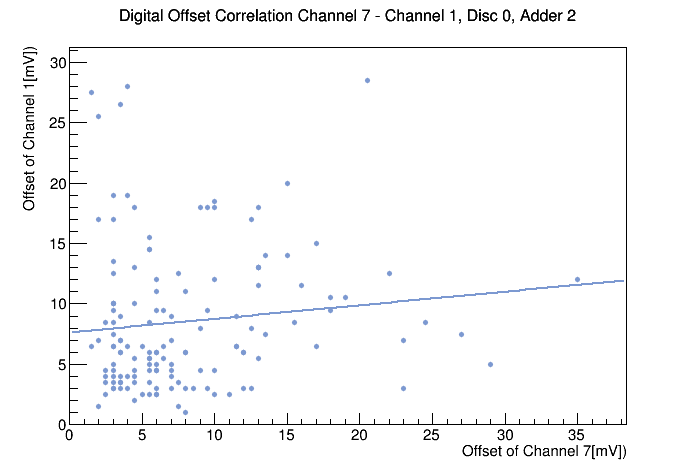 Digital Offset Correlation Channel 7 - Channel 1, Disc 0, Adder 2
Offset of Channel 1[mV])
30
25
20
15
10
5
0
0 5 10 15 20 25 30 35
Offset of Channel 7[mV])